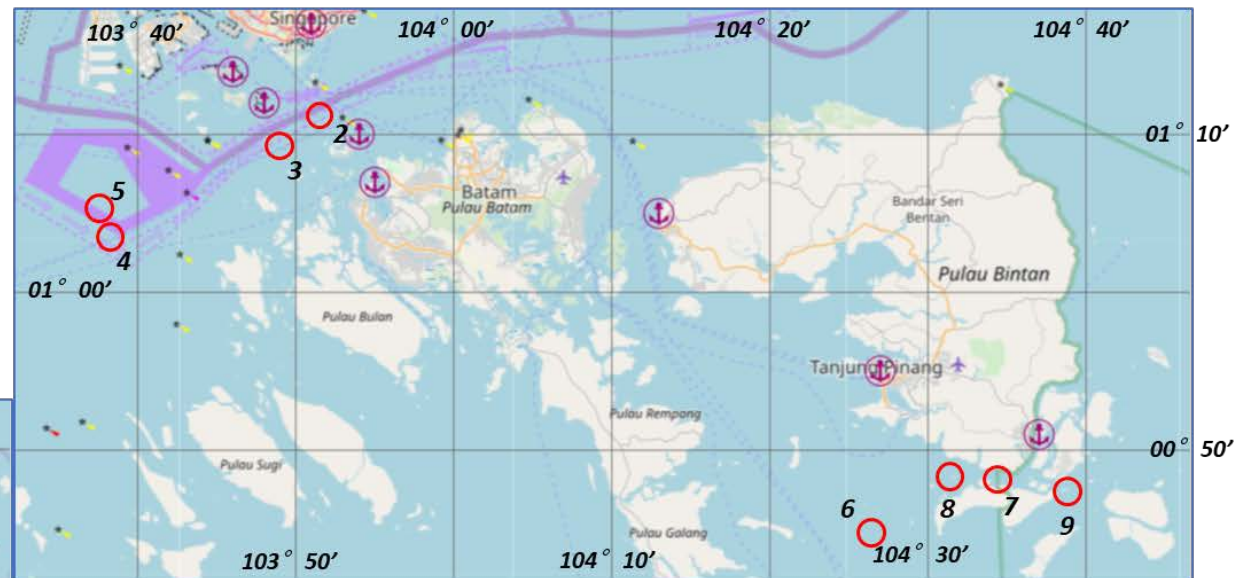 Singapore
103° 40’
104° 00’
104° 20’
104° 40’
2
01° 10’
3
Batam
Pulau Batam
5
Bandar Seri
Bentan
4
Pulau Bintan
01° 00’
Pulau Bulan
Tanjung Pinang
Pulau Rempang
00° 50’
Pulau Sugi
8
7
6
9
Pulau Galang
103° 50’
104° 10’
104° 30’